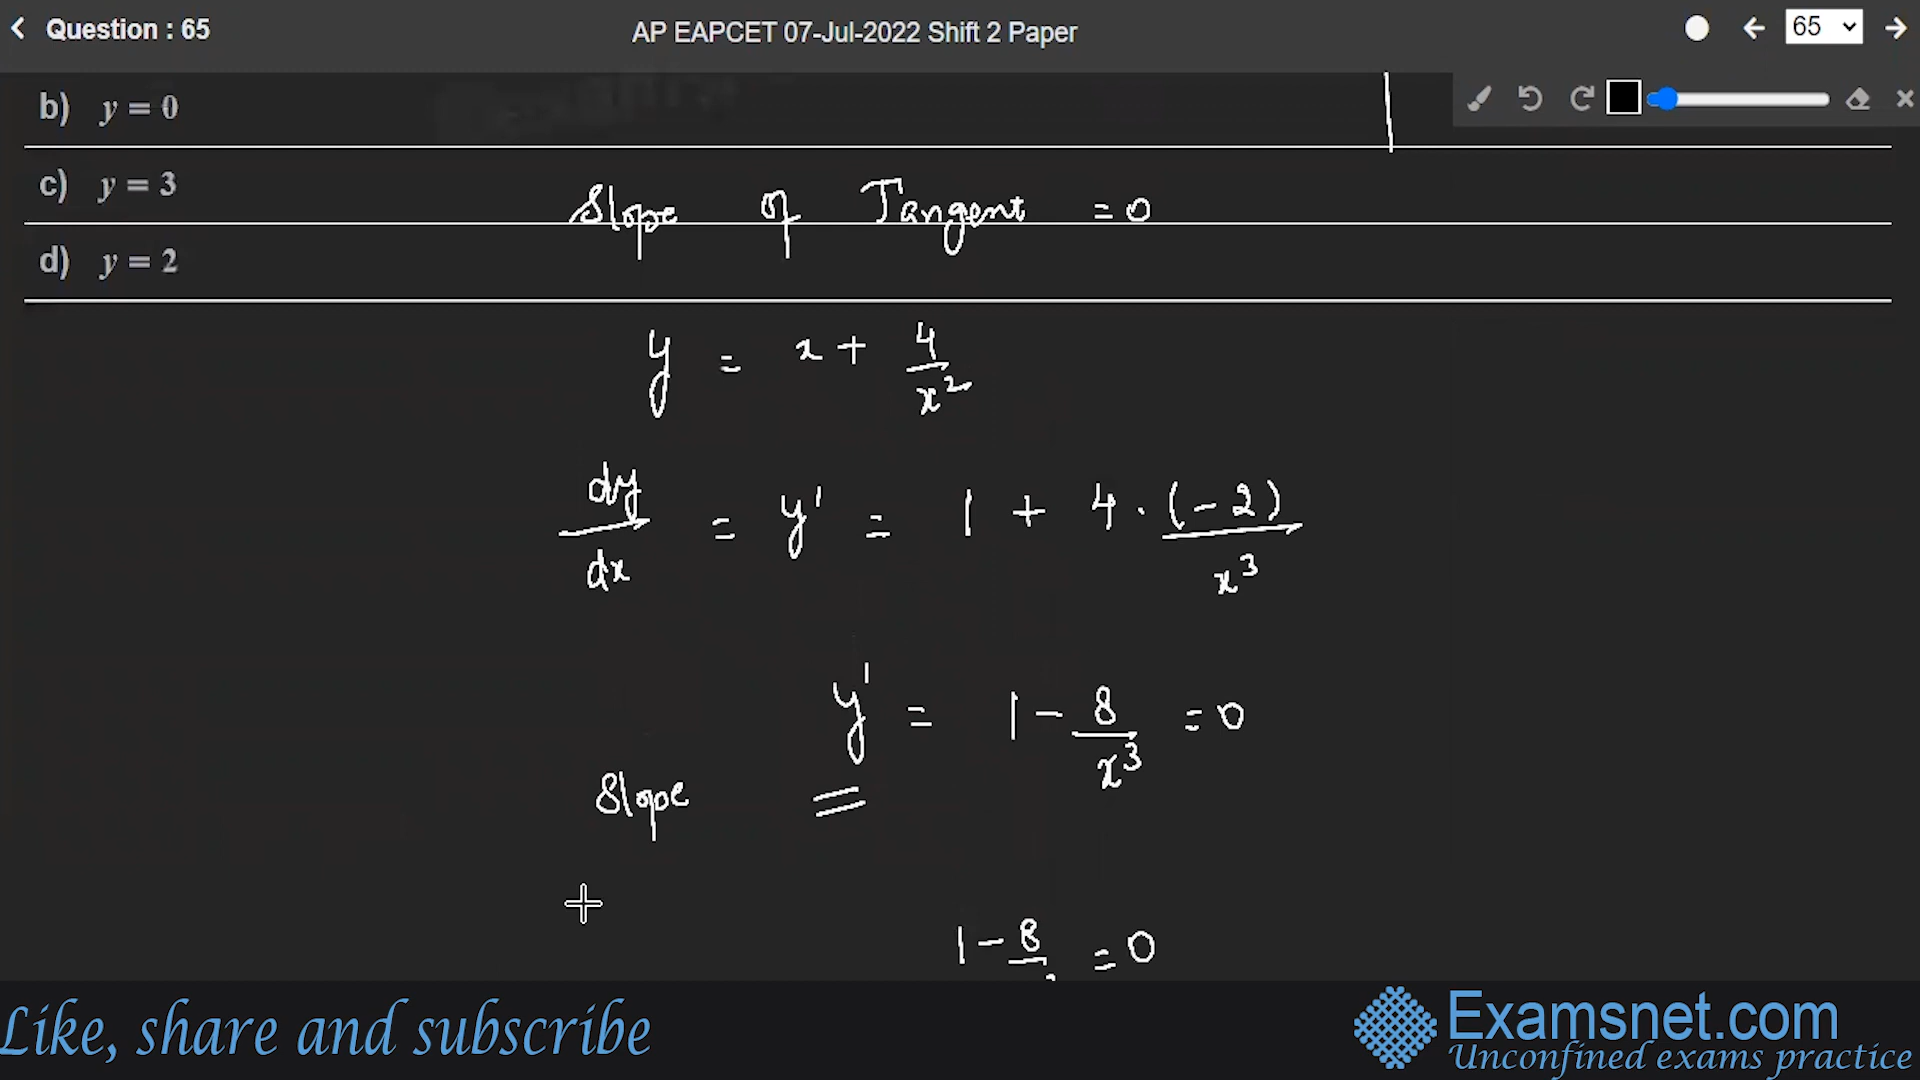 Question : 65
AP EAPCET 07-Jul-2022 Shift 2 Paper
65
b) y = 0
c) y = 3
Slope of Tangent = 0
d) y = 2
y = x + 4/x²
dy/dx = y' = 1 + 4 · (-2)/x³
y' = 1 - 8/x³ = 0
Slope =
1 - 8/ = 0
Like, share and subscribe
Examsnet.com
Unconfined exams practice